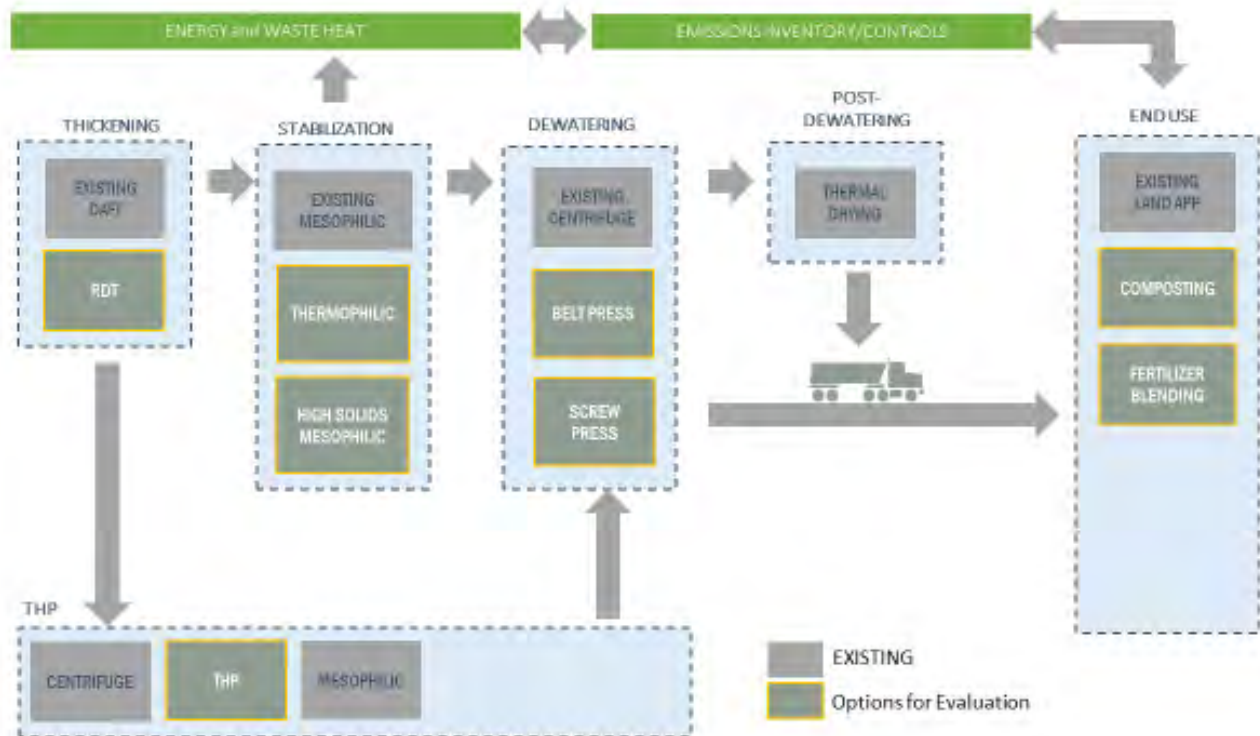 ENERGY and WASTE HEAT
EMISSIONS INVENTORY/CONTROLS
THICKENING
STABILIZATION
DEWATERING
POST-
DEWATERING
END USE
EXISTING
DAFT
RDT
EXISTING
MESOPHILIC
THERMOPHILIC
HIGH SOLIDS
MESOPHILIC
EXISTING
CENTRIFUGE
BELT PRESS
SCREW
PRESS
THERMAL
DRYING
EXISTING
LAND APP
COMPOSTING
FERTILIZER
BLENDING
THP
CENTRIFUGE
THP
MESOPHILIC
EXISTING
Options for Evaluation